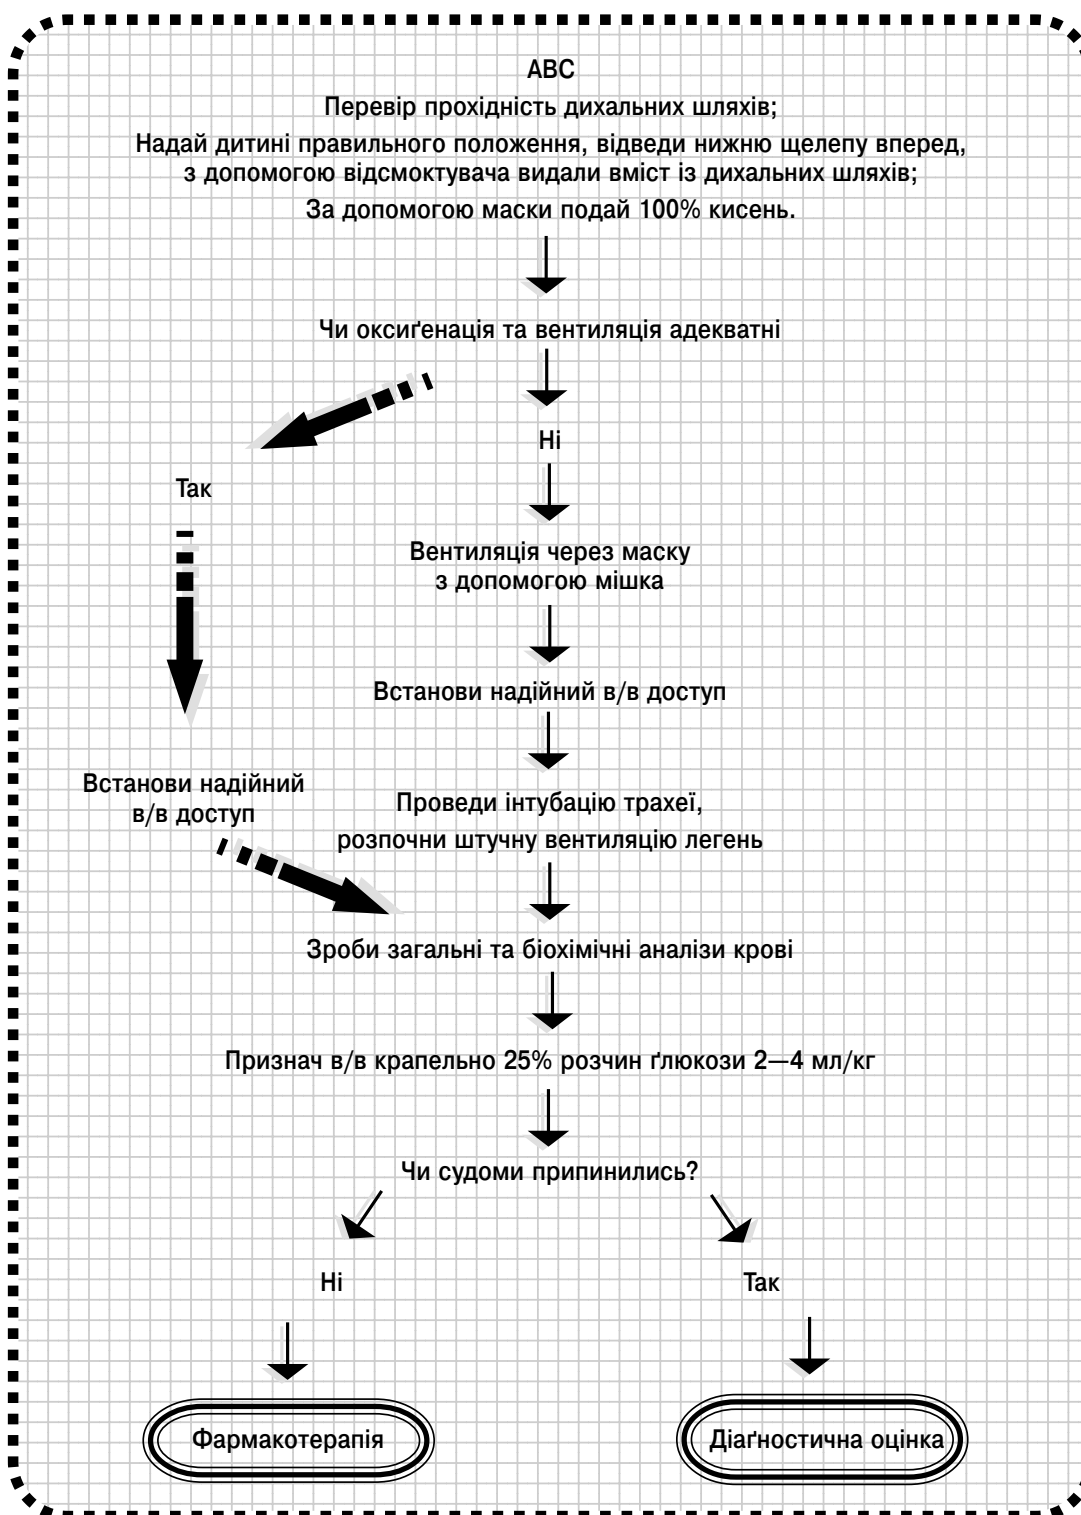 ABC
Перевір прохідність дихальних шляхів;
Надай дитині правильного положення, відведи нижню щелепу вперед,
з допомогою відсмоктувача видали вміст із дихальних шляхів;
За допомогою маски подай 100% кисень.
Чи оксиґенація та вентиляція адекватні
Ні
Так
Вентиляція через маску
з допомогою мішка
Встанови надійний в/в доступ
Встанови надійний
в/в доступ
Проведи інтубацію трахеї,
розпочни штучну вентиляцію легень
Зроби загальні та біохімічні аналізи крові
Признач в/в крапельно 25% розчин ґлюкози 2—4 мл/кг
Чи судоми припинились?
Ні
Так
Фармакотерапія
Діаґностична оцінка